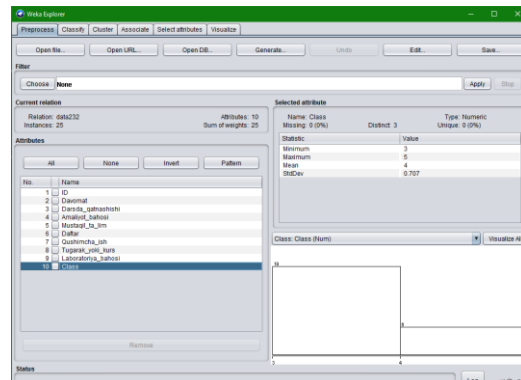 Weka Explorer
Preprocess Classify Cluster Associate Select attributes Visualize
Open file... Open URL... Open DB... Generate... Undo Edit... Save...
Filter
Choose None Apply Stop
Current relation
Relation: data232 Attributes: 10
Instances: 25 Sum of weights: 25
Attributes
All None Invert Pattern
No. Name
1 ID
2 Davomat
3 Darsda_qatnashishi
4 Amaliyot_bahosi
5 Mustaqil_ta_lim
6 Daftar
7 Qushimcha_ish
8 Tugarak_yoki_kurs
9 Laboratoriya_bahosi
10 Class
Remove
Selected attribute
Name: Class Type: Numeric
Missing: 0 (0%) Distinct: 3 Unique: 0 (0%)
Statistic Value
Minimum 3
Maximum 5
Mean 4
StdDev 0.707
Class: Class (Num) Visualize All
3 4
Status